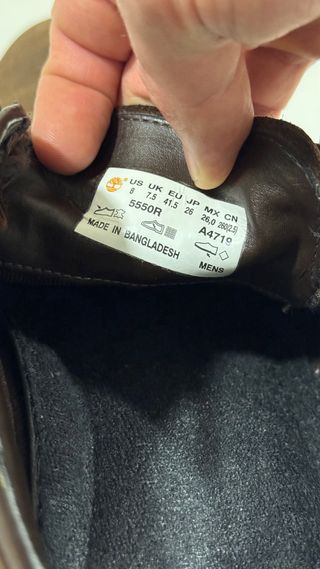 US UK EU JP MX CN
8 7.5 41.5 26 26.0 260(2.5)
5550R A4719
MADE IN BANGLADESH MENS